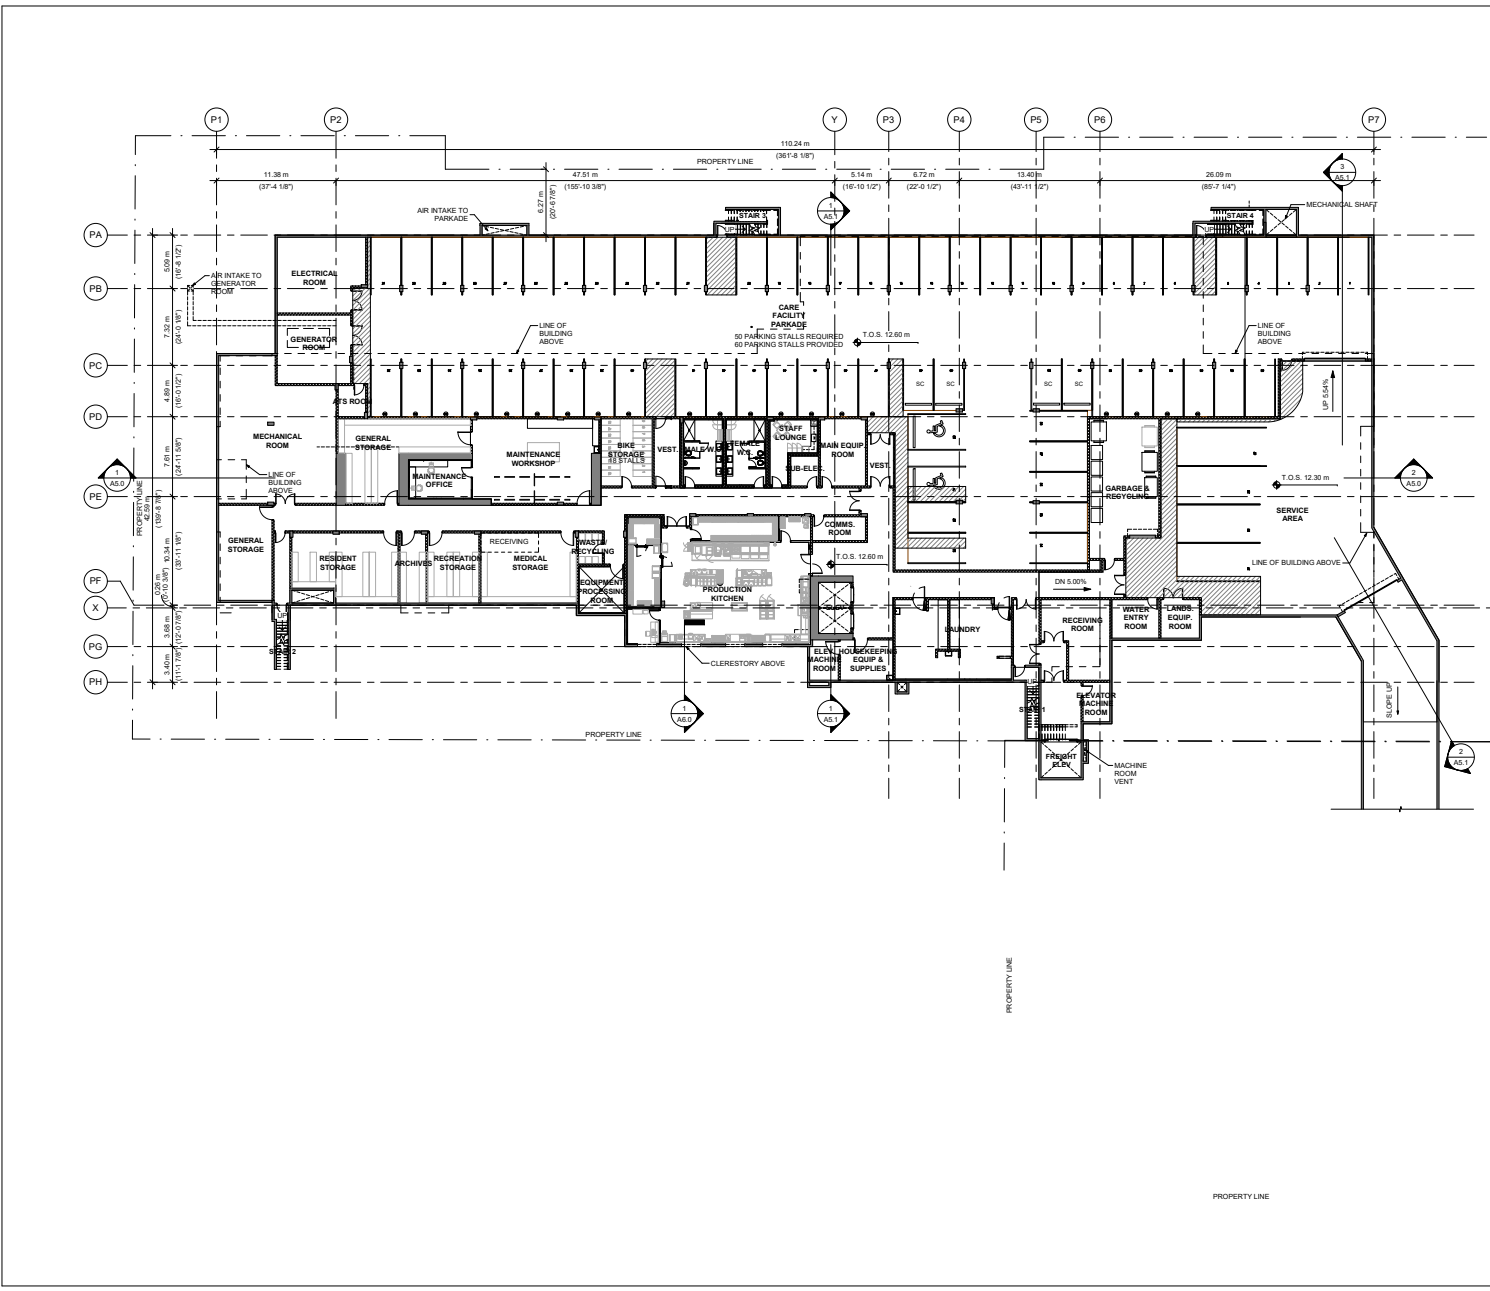 P1
P2
Y
P3
P4
P5
P6
P7
110.24 m
(361'-8 1/8")
PROPERTY LINE
11.38 m
(37'-4 1/8")
47.51 m
(155'-10 3/8")
5.14 m
(16'-10 1/2")
6.72 m
(22'-0 1/2")
13.40 m
(43'-11 1/2")
26.09 m
(85'-7 1/4")
3
A5.1
6.27 m
(20'-6 7/8")
AIR INTAKE TO
PARKADE
1
A5.1
STAIR 3
UP
STAIR 4
UP
MECHANICAL SHAFT
PA
PB
PC
PD
PE
PF
X
PG
PH
5.09 m
(16'-8 1/2")
7.32 m
(24'-0 1/8")
4.89 m
(16'-0 1/2")
7.61 m
(24'-11 5/8")
10.34 m
(33'-11 1/8")
3.68 m
(12'-0 7/8")
3.40m
(11'-1 7/8")
42.59 m
(139'-8 7/8")
PROPERTY LINE
AIR INTAKE TO
GENERATOR
ROOM
ELECTRICAL
ROOM
GENERATOR
ROOM
LINE OF
BUILDING
ABOVE
CARE
FACILITY
PARKADE
50 PARKING STALLS REQUIRED
60 PARKING STALLS PROVIDED
T.O.S. 12.60 m
LINE OF
BUILDING
ABOVE
ATS ROOM
SC
SC
SC
SC
UP 5.54%
MECHANICAL
ROOM
GENERAL
STORAGE
MAINTENANCE
WORKSHOP
MAINTENANCE
OFFICE
BIKE
STORAGE
18 STALLS
VEST.
MALE W.C.
FEMALE
W.C.
STAFF
LOUNGE
SUB-ELEC.
MAIN EQUIP.
ROOM
VEST.
GARBAGE &
RECYCLING
T.O.S. 12.30 m
SERVICE
AREA
1
A5.0
2
A5.0
LINE OF
BUILDING
ABOVE
GENERAL
STORAGE
RESIDENT
STORAGE
ARCHIVES
RECREATION
STORAGE
RECEIVING
MEDICAL
STORAGE
WASTE/
RECYCLING
EQUIPMENT
PROCESSING
ROOM
PRODUCTION
KITCHEN
COMMS.
ROOM
T.O.S. 12.60 m
ELEV.
DN 5.00%
LINE OF BUILDING ABOVE
UP
STAIR 2
LAUNDRY
RECEIVING
ROOM
WATER
ENTRY
ROOM
LANDS.
EQUIP.
ROOM
CLERESTORY ABOVE
ELEV.
MACHINE
ROOM
HOUSEKEEPING
EQUIP &
SUPPLIES
UP
STAIR 1
ELEVATOR
MACHINE
ROOM
SLOPE UP
1
A6.0
1
A5.1
PROPERTY LINE
FREIGHT
ELEV
MACHINE
ROOM
VENT
2
A5.1
PROPERTY LINE
PROPERTY LINE